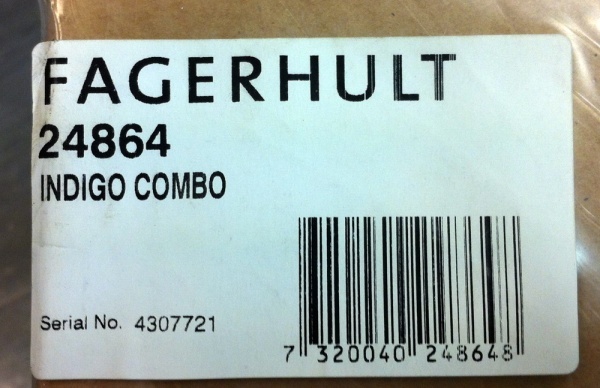 FAGERHULT
24864
INDIGO COMBO
Serial No. 4307721
7 320040 248648